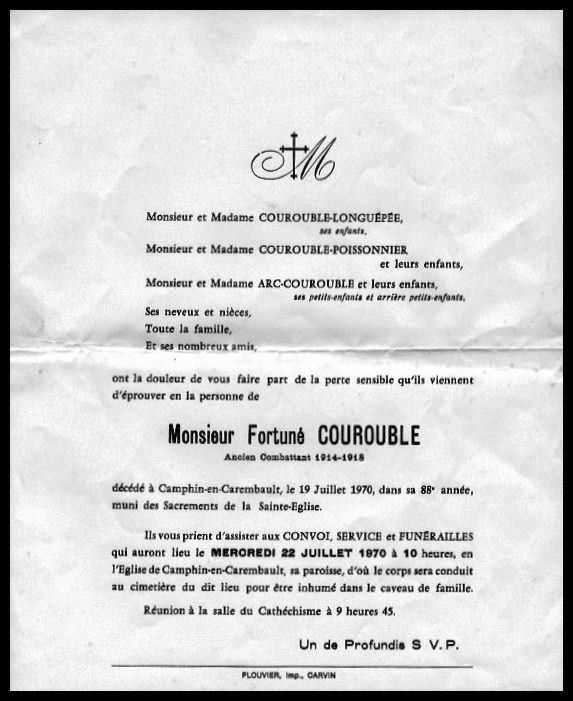 M
Monsieur et Madame COUROUBLE-LONGUÉPÉE,
ses enfants,
Monsieur et Madame COUROUBLE-POISSONNIER
et leurs enfants,
Monsieur et Madame ARC-COUROUBLE et leurs enfants,
ses petits-enfants et arrière petits-enfants,
Ses neveux et nièces,
Toute la famille,
Et ses nombreux amis,
ont la douleur de vous faire part de la perte sensible qu'ils viennent
d'éprouver en la personne de
Monsieur Fortuné COUROUBLE
Ancien Combattant 1914-1918
décédé à Camphin-en-Carembault, le 19 Juillet 1970, dans sa 88e année,
muni des Sacrements de la Sainte-Eglise.
Ils vous prient d'assister aux CONVOI, SERVICE et FUNÉRAILLES
qui auront lieu le MERCREDI 22 JUILLET 1970 à 10 heures, en
l'Eglise de Camphin-en-Carembault, sa paroisse, d'où le corps sera conduit
au cimetière du dit lieu pour être inhumé dans le caveau de famille.
Réunion à la salle du Cathéchisme à 9 heures 45.
Un de Profundis S V. P.
PLOUVIER, Imp., CARVIN